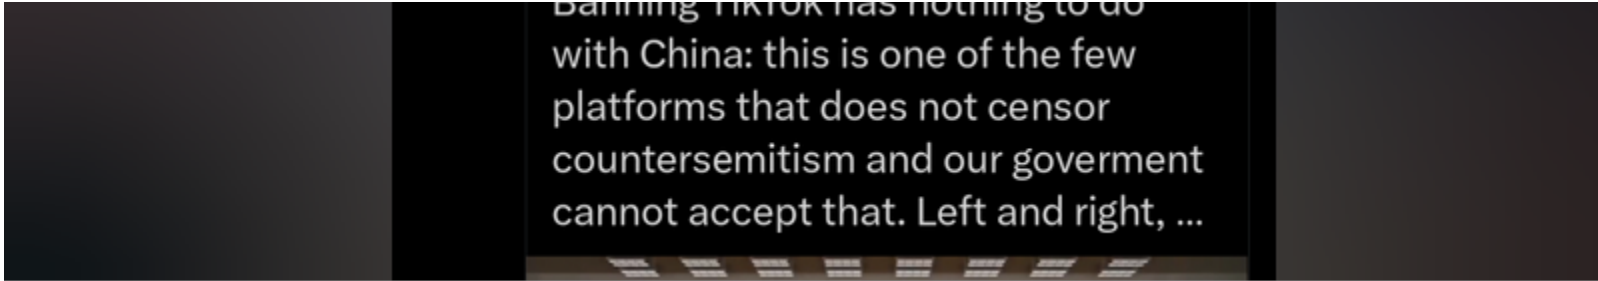 Banning TikTok has nothing to do
with China: this is one of the few
platforms that does not censor
countersemitism and our goverment
cannot accept that. Left and right, ...